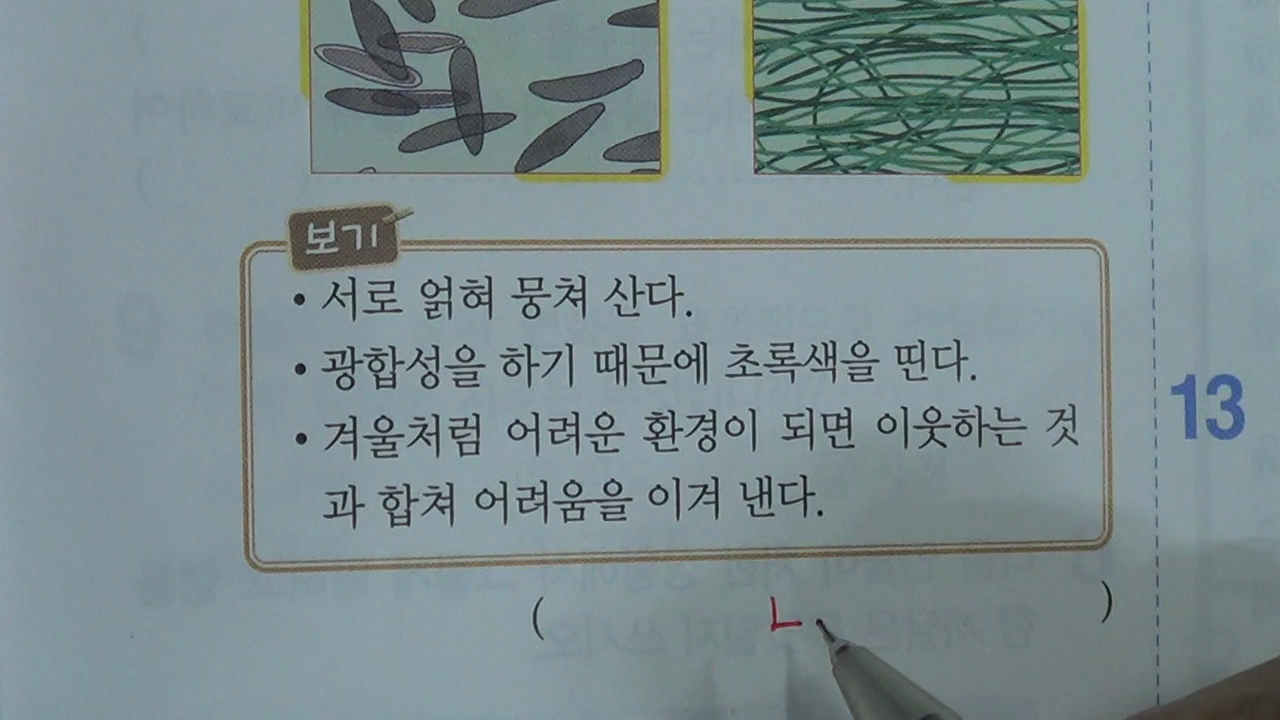 보기
• 서로 얽혀 뭉쳐 산다.
• 광합성을 하기 때문에 초록색을 띤다.
• 겨울처럼 어려운 환경이 되면 이웃하는 것
과 합쳐 어려움을 이겨 낸다.
13
( ㄴ )